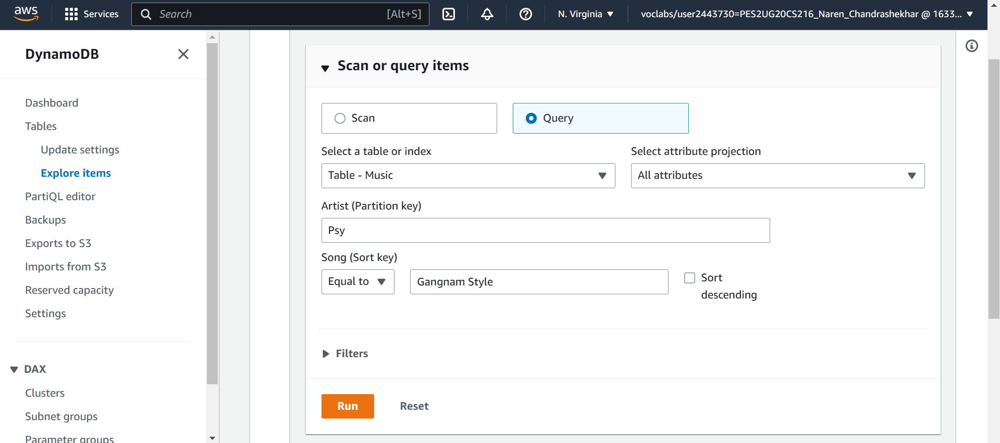 aws
Services
Search
[Alt+S]
N. Virginia
voclabs/user2443730=PES2UG20CS216_Naren_Chandrashekhar @ 1633...
DynamoDB
Dashboard
Tables
Update settings
Explore items
PartiQL editor
Backups
Exports to S3
Imports from S3
Reserved capacity
Settings
DAX
Clusters
Subnet groups
Parameter groups
Scan or query items
Scan
Query
Select a table or index
Select attribute projection
Table - Music
All attributes
Artist (Partition key)
Psy
Song (Sort key)
Equal to
Gangnam Style
Sort
descending
Filters
Run
Reset